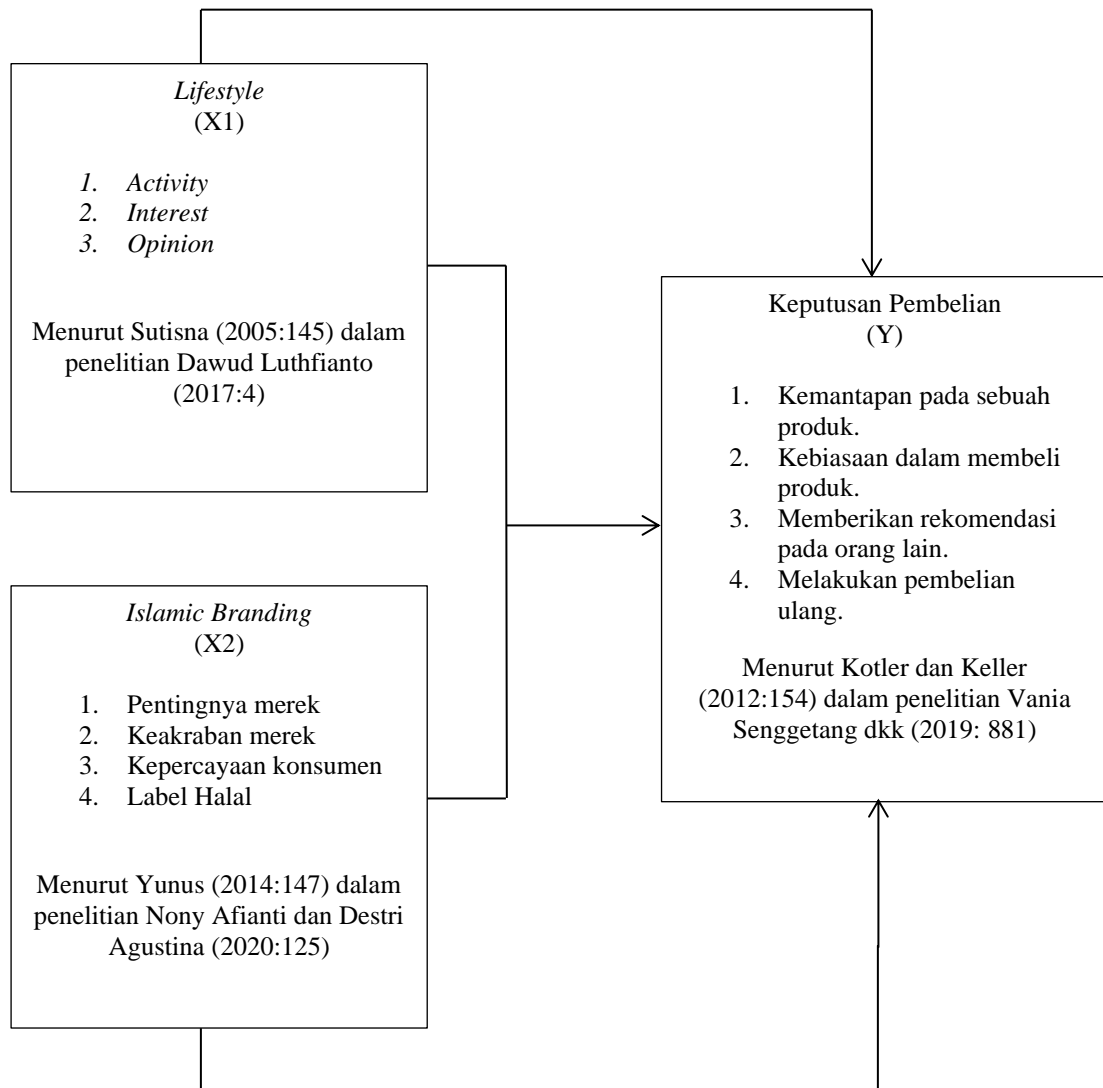 Lifestyle
(X1)
1. Activity
2. Interest
3. Opinion
Menurut Sutisna (2005:145) dalam
penelitian Dawud Luthfianto
(2017:4)
Islamic Branding
(X2)
1. Pentingnya merek
2. Keakraban merek
3. Kepercayaan konsumen
4. Label Halal
Menurut Yunus (2014:147) dalam
penelitian Nony Afianti dan Destri
Agustina (2020:125)
Keputusan Pembelian
(Y)
1. Kemantapan pada sebuah
produk.
2. Kebiasaan dalam membeli
produk.
3. Memberikan rekomendasi
pada orang lain.
4. Melakukan pembelian
ulang.
Menurut Kotler dan Keller
(2012:154) dalam penelitian Vania
Senggetang dkk (2019: 881)